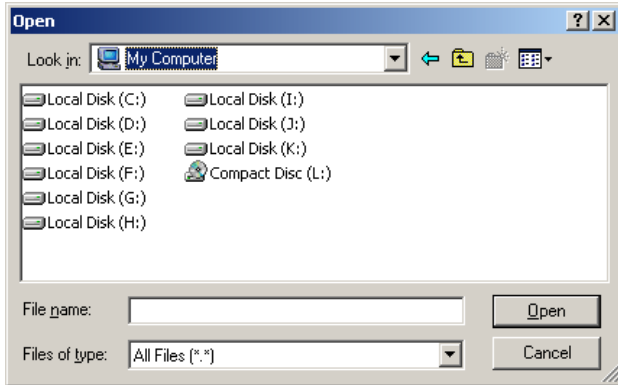 Open
Look in: My Computer
Local Disk (C:)
Local Disk (D:)
Local Disk (E:)
Local Disk (F:)
Local Disk (G:)
Local Disk (H:)
Local Disk (I:)
Local Disk (J:)
Local Disk (K:)
Compact Disc (L:)
File name:
Open
Files of type: All Files (*.*)
Cancel